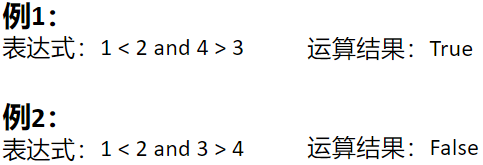 例1：
表达式：1 < 2 and 4 > 3 运算结果：True
例2：
表达式：1 < 2 and 3 > 4 运算结果：False